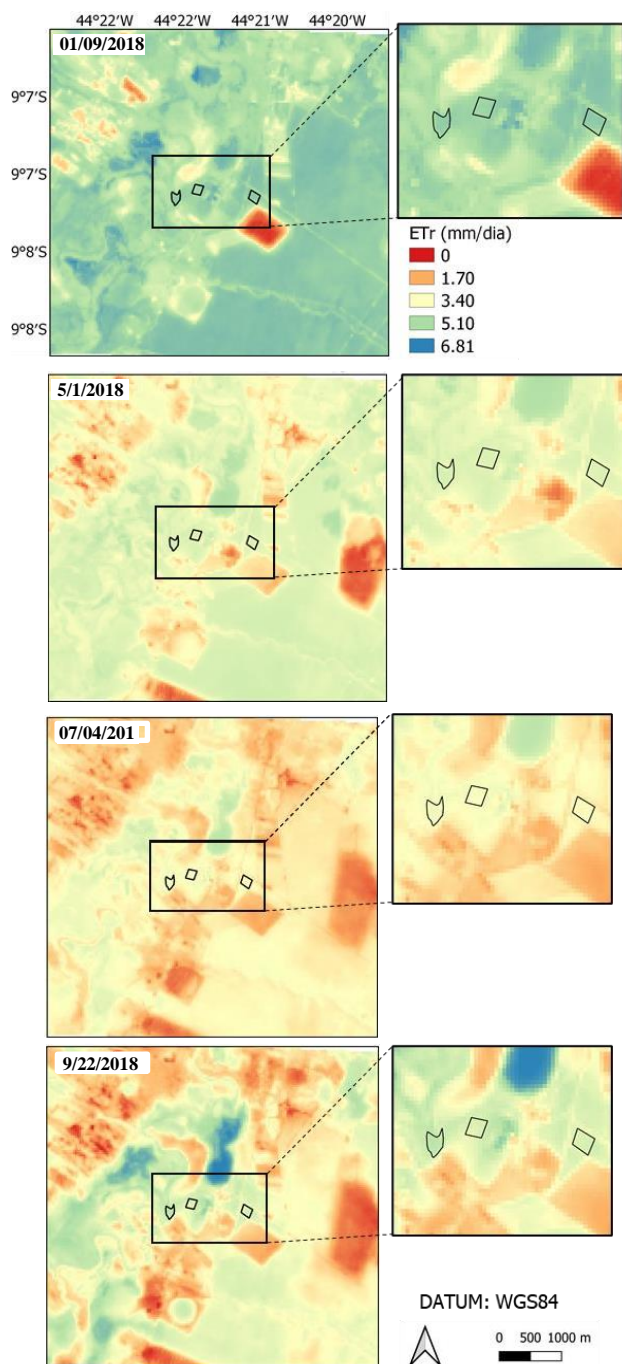 44°22'W 44°22'W 44°21'W 44°20'W
01/09/2018
9°7'S
9°7'S
9°8'S
9°8'S
ETr (mm/dia)
0
1.70
3.40
5.10
6.81
5/1/2018
07/04/201
9/22/2018
DATUM: WGS84
0 500 1000 m